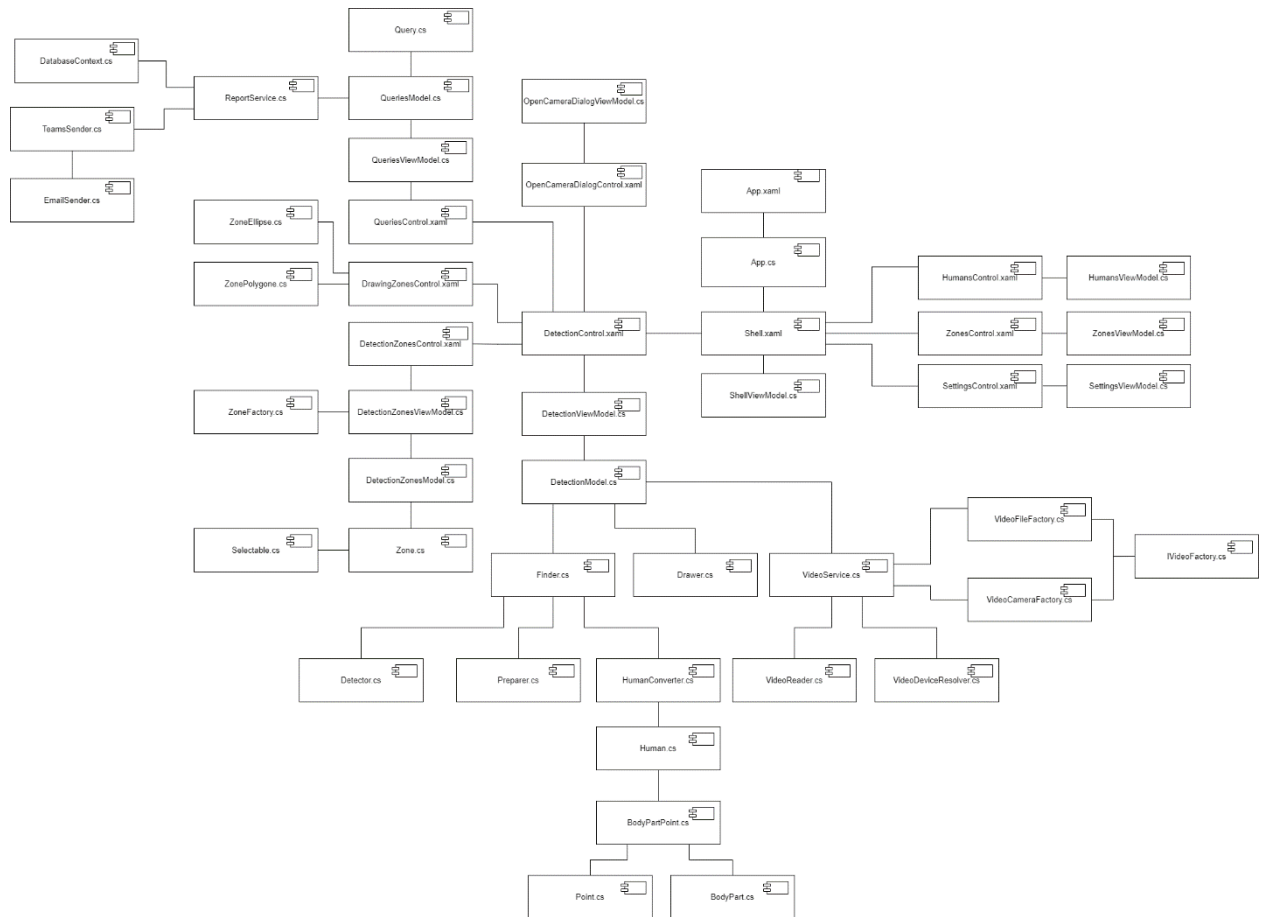 Query.cs
DatabaseContext.cs
ReportService.cs
QueriesModel.cs
OpenCameraDialogViewModel.cs
TeamsSender.cs
QueriesViewModel.cs
OpenCameraDialogControl.xaml
App.xaml
EmailSender.cs
ZoneEllipse.cs
QueriesControl.xaml
App.cs
ZonePolygone.cs
DrawingZonesControl.xaml
HumansControl.xaml
HumansViewModel.cs
DetectionControl.xaml
Shell.xaml
ZonesControl.xaml
ZonesViewModel.cs
DetectionZonesControl.xaml
ShellViewModel.cs
SettingsControl.xaml
SettingsViewModel.cs
ZoneFactory.cs
DetectionZonesViewModel.cs
DetectionViewModel.cs
DetectionZonesModel.cs
DetectionModel.cs
VideoFileFactory.cs
Selectable.cs
Zone.cs
IVideoFactory.cs
Finder.cs
Drawer.cs
VideoService.cs
VideoCameraFactory.cs
Detector.cs
Preparer.cs
HumanConverter.cs
VideoReader.cs
VideoDeviceResolver.cs
Human.cs
BodyPartPoint.cs
Point.cs
BodyPart.cs